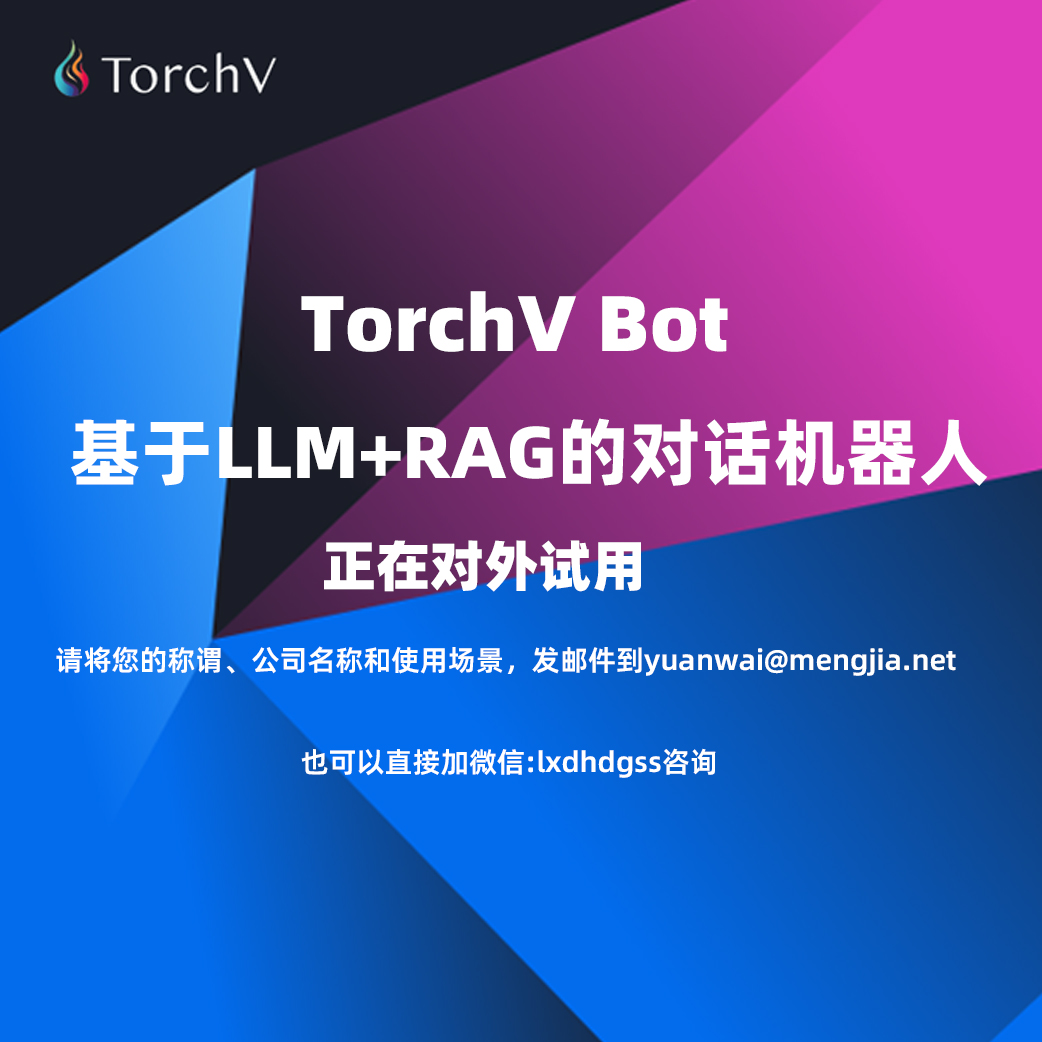 TorchV
TorchV Bot
基于LLM+RAG的对话机器人
正在对外试用
请将您的称谓、公司名称和使用场景，发邮件到yuanwai@mengjia.net
也可以直接加微信:lxdhdgss咨询